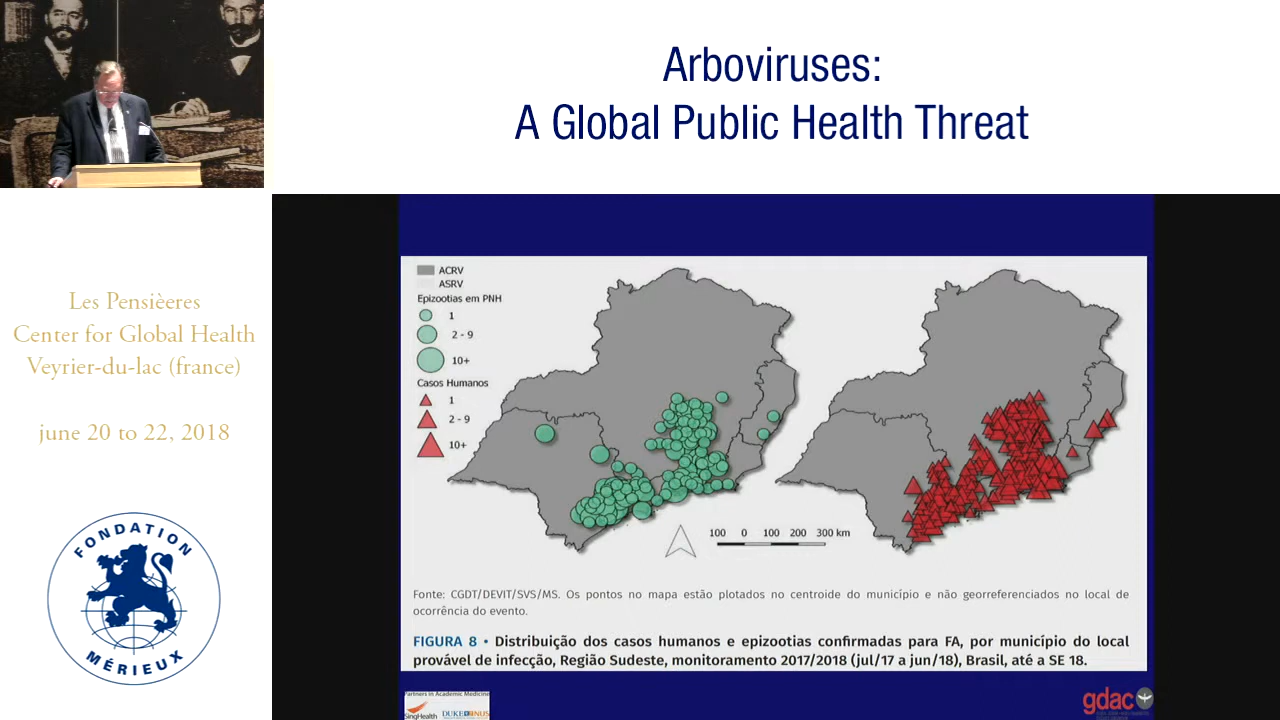 Arboviruses:
A Global Public Health Threat
Les Pensièeres
Center for Global Health
Veyrier-du-lac (france)
june 20 to 22, 2018
FONDATION
MÉRIEUX
ACRV
ASRV
Epizootias em PNH
1
2 - 9
10+
Casos Humanos
1
2 - 9
10+
100 0 100 200 300 km
Fonte: CGDT/DEVIT/SVS/MS. Os pontos no mapa estão plotados no centroide do município e não georreferenciados no local de
ocorrência do evento.
FIGURA 8 • Distribuição dos casos humanos e epizootias confirmadas para FA, por município do local
provável de infecção, Região Sudeste, monitoramento 2017/2018 (jul/17 a jun/18), Brasil, até a SE 18.
Partners in Academic Medicine
SingHealth DUKE NUS
gdac